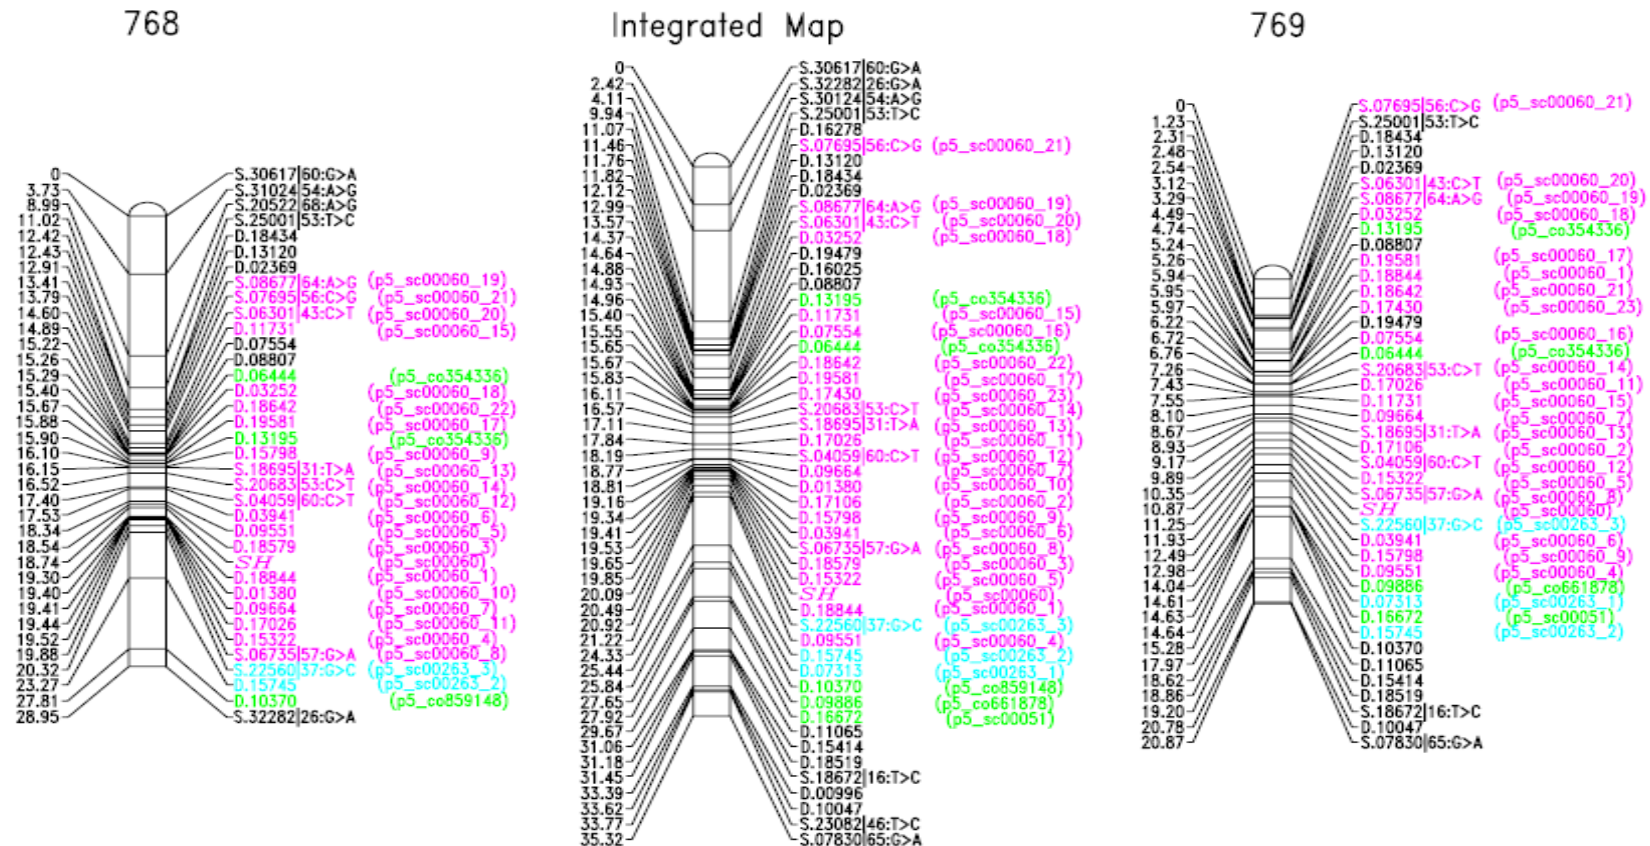 768
0 S.30617|60:G>A
3.73 S.31024|54:A>G
8.99 S.20522|68:A>G
11.02 S.25001|53:T>C
12.42 D.18434
12.43 D.13120
12.91 D.02369
13.41 S.08677|64:A>G (p5_sc00060_19)
13.79 S.07695|56:C>G (p5_sc00060_21)
14.60 S.06301|43:C>T (p5_sc00060_20)
14.89 D.11731 (p5_sc00060_15)
15.22 D.07554
15.26 D.08807
15.29 D.06444 (p5_co354336)
15.40 D.03252 (p5_sc00060_18)
15.67 D.18642 (p5_sc00060_22)
15.88 D.19581 (p5_sc00060_17)
15.90 D.13195 (p5_co354336)
16.10 D.15798 (p5_sc00060_9)
16.15 S.18695|31:T>A (p5_sc00060_13)
16.52 S.20683|53:C>T (p5_sc00060_14)
17.40 S.04059|60:C>T (p5_sc00060_12)
17.53 D.03941 (p5_sc00060_6)
18.34 D.09551 (p5_sc00060_5)
18.54 D.18579 (p5_sc00060_3)
18.74 SH (p5_sc00060)
19.30 D.18844 (p5_sc00060_1)
19.40 D.01380 (p5_sc00060_10)
19.41 D.09664 (p5_sc00060_7)
19.44 D.17026 (p5_sc00060_11)
19.52 D.15322 (p5_sc00060_4)
19.88 S.06735|57:G>A (p5_sc00060_8)
20.32 S.22560|37:G>C (p5_sc00263_3)
23.27 D.15745 (p5_sc00263_2)
27.81 D.10370 (p5_co859148)
28.95 S.32282|26:G>A
Integrated Map
0 S.30617|60:G>A
2.42 S.32282|26:G>A
4.11 S.30124|54:A>G
9.94 S.25001|53:T>C
11.07 D.16278
11.46 S.07695|56:C>G (p5_sc00060_21)
11.76 D.13120
11.82 D.18434
12.12 D.02369
12.99 S.08677|64:A>G (p5_sc00060_19)
13.57 S.06301|43:C>T (p5_sc00060_20)
14.37 D.03252 (p5_sc00060_18)
14.64 D.19479
14.88 D.16025
14.93 D.08807
14.96 D.13195 (p5_co354336)
15.40 D.11731 (p5_sc00060_15)
15.55 D.07554 (p5_sc00060_16)
15.65 D.06444 (p5_co354336)
15.67 D.18642 (p5_sc00060_22)
15.83 D.19581 (p5_sc00060_17)
16.11 D.17430 (p5_sc00060_23)
16.57 S.20683|53:C>T (p5_sc00060_14)
17.11 S.18695|31:T>A (p5_sc00060_13)
17.84 D.17026 (p5_sc00060_11)
18.19 S.04059|60:C>T (p5_sc00060_12)
18.77 D.09664 (p5_sc00060_7)
18.81 D.01380 (p5_sc00060_10)
19.16 D.17106 (p5_sc00060_2)
19.34 D.15798 (p5_sc00060_9)
19.41 D.03941 (p5_sc00060_6)
19.53 S.06735|57:G>A (p5_sc00060_8)
19.65 D.18579 (p5_sc00060_3)
19.85 D.15322 (p5_sc00060_5)
20.09 SH (p5_sc00060)
20.49 D.18844 (p5_sc00060_1)
20.92 S.22560|37:G>C (p5_sc00263_3)
21.22 D.09551 (p5_sc00060_4)
24.33 D.15745 (p5_sc00263_2)
25.44 D.07313 (p5_sc00263_1)
25.84 D.10370 (p5_co859148)
27.65 D.09886 (p5_co661878)
27.92 D.16672 (p5_sc00051)
29.67 D.11065
31.06 D.15414
31.18 D.18519
31.45 S.18672|16:T>C
33.39 D.00996
33.62 D.10047
33.77 S.23082|46:T>C
35.32 S.07830|65:G>A
769
0 S.07695|56:C>G (p5_sc00060_21)
1.23 S.25001|53:T>C
2.31 D.18434
2.48 D.13120
2.54 D.02369
3.12 S.06301|43:C>T (p5_sc00060_20)
3.29 S.08677|64:A>G (p5_sc00060_19)
4.49 D.03252 (p5_sc00060_18)
4.74 D.13195 (p5_co354336)
5.24 D.08807
5.26 D.19581 (p5_sc00060_17)
5.94 D.18844 (p5_sc00060_1)
5.95 D.18642 (p5_sc00060_21)
5.97 D.17430 (p5_sc00060_23)
6.22 D.19479
6.72 D.07554 (p5_sc00060_16)
6.76 D.06444 (p5_co354336)
7.26 S.20683|53:C>T (p5_sc00060_14)
7.43 D.17026 (p5_sc00060_11)
7.55 D.11731 (p5_sc00060_15)
8.10 D.09664 (p5_sc00060_7)
8.67 S.18695|31:T>A (p5_sc00060_13)
8.93 D.17106 (p5_sc00060_2)
9.17 S.04059|60:C>T (p5_sc00060_12)
9.89 D.15322 (p5_sc00060_5)
10.35 S.06735|57:G>A (p5_sc00060_8)
10.87 SH (p5_sc00060)
11.25 S.22560|37:G>C (p5_sc00263_3)
11.93 D.03941 (p5_sc00060_6)
12.49 D.15798 (p5_sc00060_9)
12.98 D.09551 (p5_sc00060_4)
14.04 D.09886 (p5_co661878)
14.61 D.07313 (p5_sc00263_1)
14.63 D.16672 (p5_sc00051)
14.64 D.15745 (p5_sc00263_2)
15.28 D.10370
17.97 D.11065
18.62 D.15414
18.86 D.18519
19.20 S.18672|16:T>C
20.78 D.10047
20.87 S.07830|65:G>A